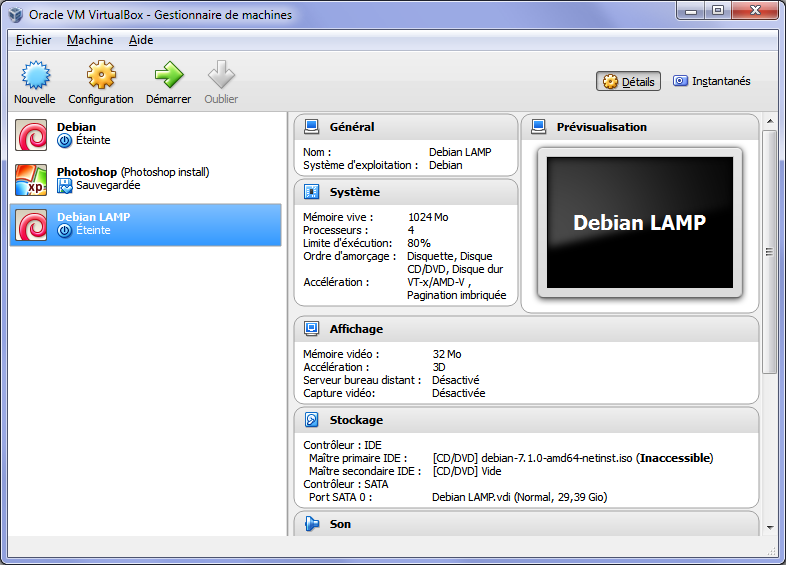 Oracle VM VirtualBox - Gestionnaire de machines
Fichier Machine Aide
Nouvelle Configuration Démarrer Oublier
Détails Instantanés
Debian
Éteinte
Photoshop (Photoshop install)
Sauvegardée
Debian LAMP
Éteinte
Général
Nom : Debian LAMP
Système d'exploitation : Debian
Système
Mémoire vive : 1024 Mo
Processeurs : 4
Limite d'éxécution: 80%
Ordre d'amorçage : Disquette, Disque
CD/DVD, Disque dur
Accélération : VT-x/AMD-V ,
Pagination imbriquée
Prévisualisation
Debian LAMP
Affichage
Mémoire vidéo : 32 Mo
Accélération : 3D
Serveur bureau distant : Désactivé
Capture vidéo: Désactivée
Stockage
Contrôleur : IDE
Maître primaire IDE : [CD/DVD] debian-7.1.0-amd64-netinst.iso (Inaccessible)
Maître secondaire IDE : [CD/DVD] Vide
Contrôleur : SATA
Port SATA 0 : Debian LAMP.vdi (Normal, 29,39 Gio)
Son